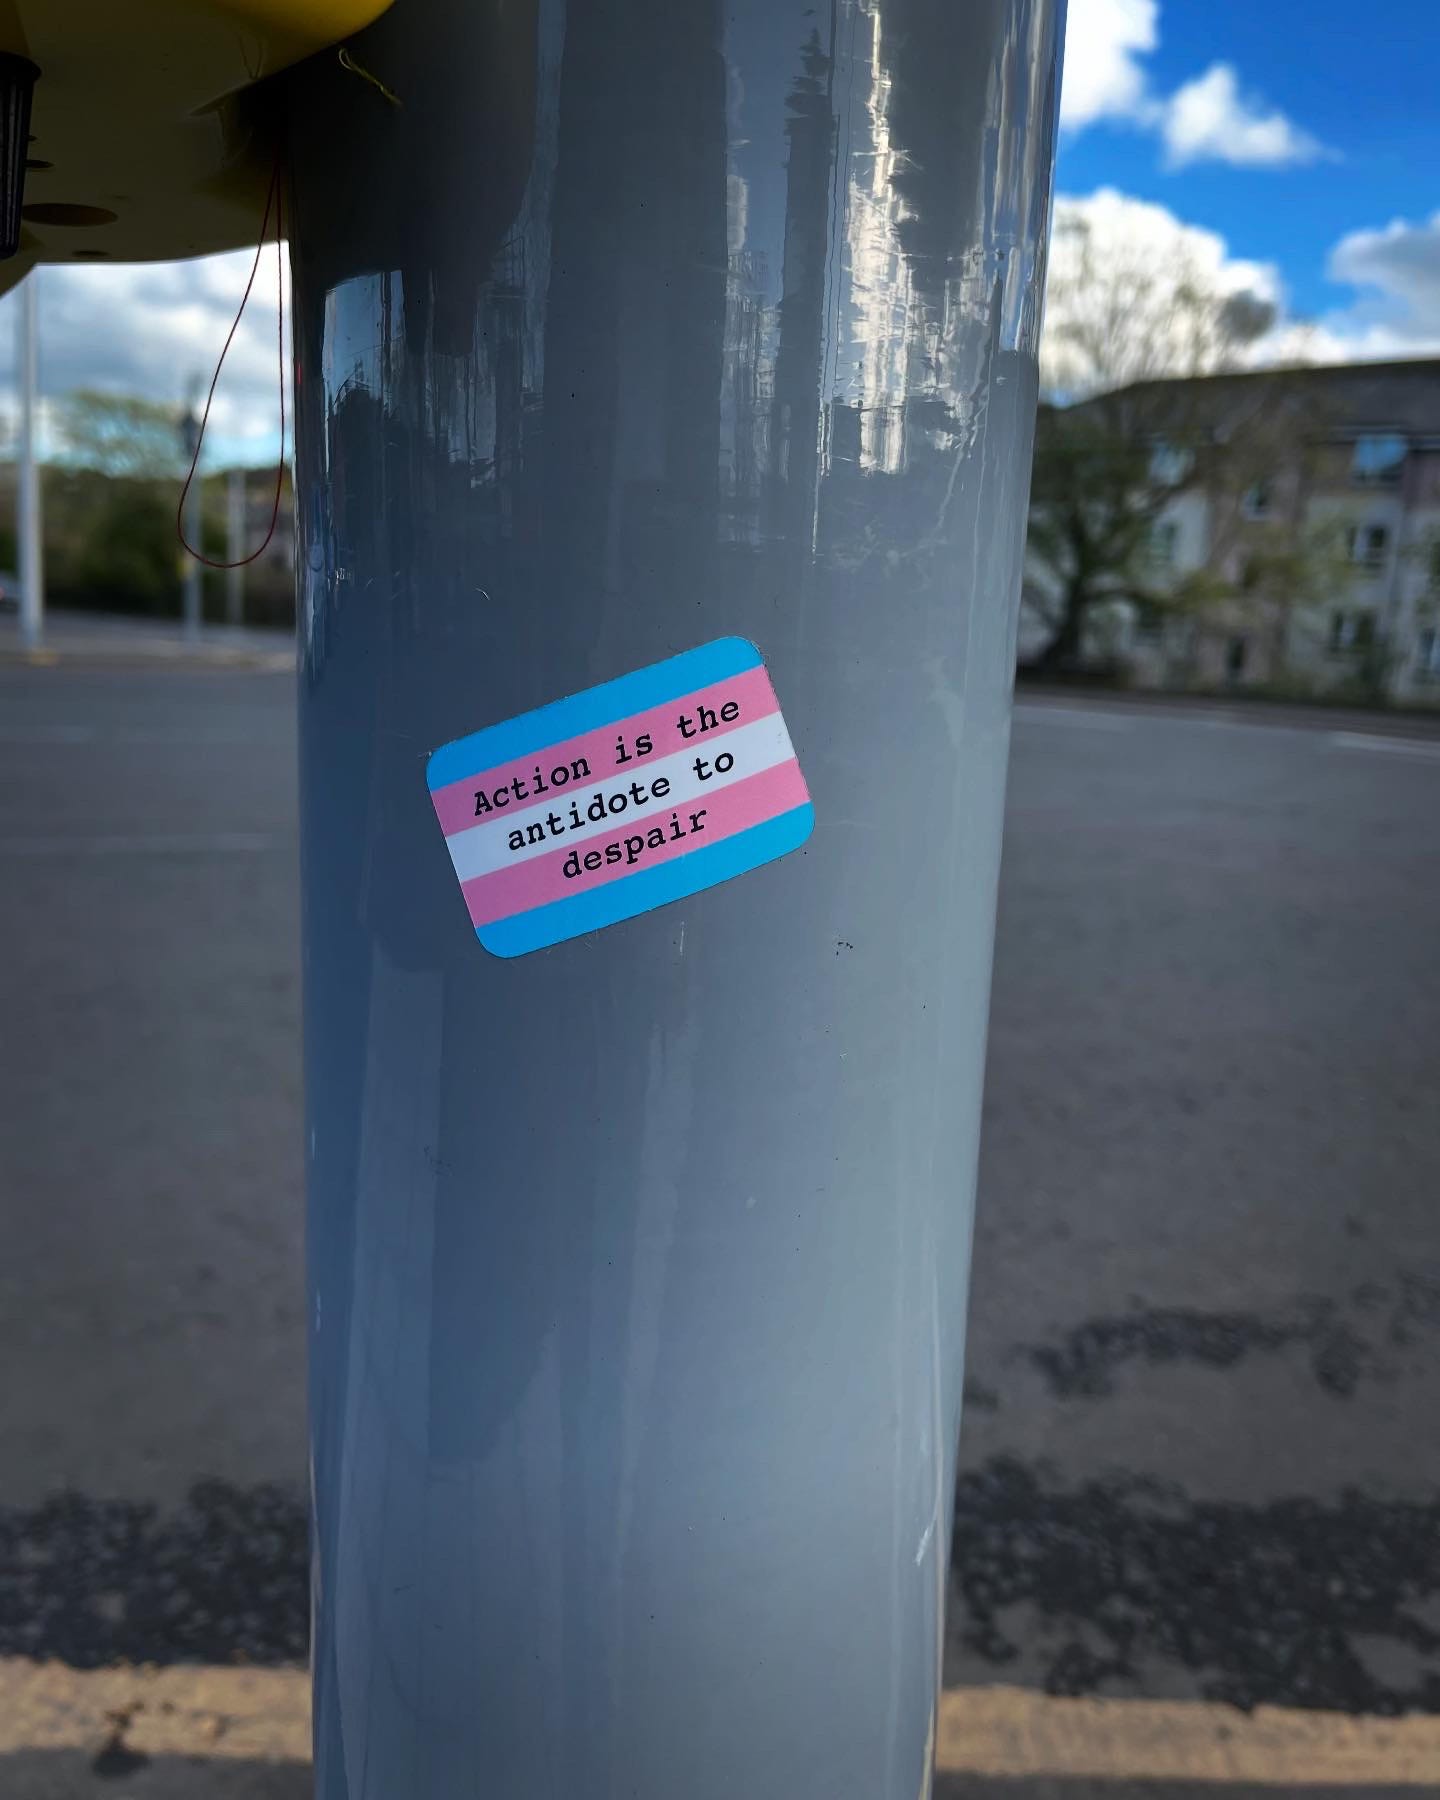 Action is the
antidote to
despair